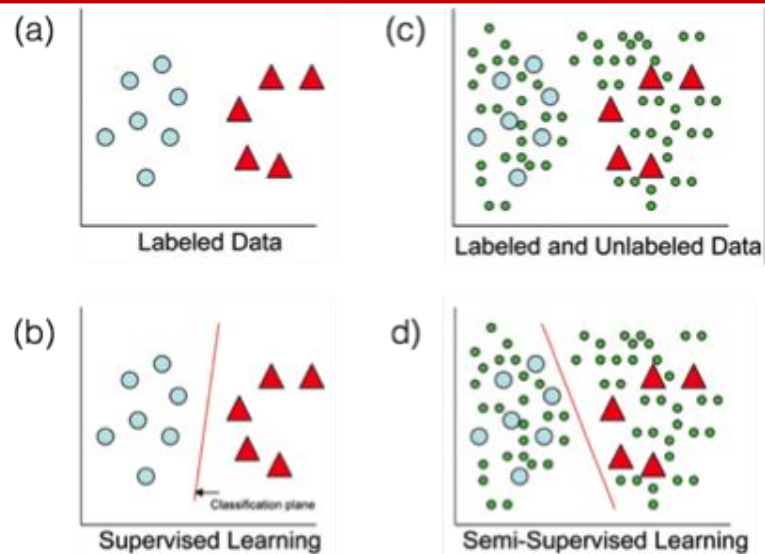 (a)
Labeled Data
(c)
Labeled and Unlabeled Data
(b)
Classification plane
Supervised Learning
d)
Semi-Supervised Learning